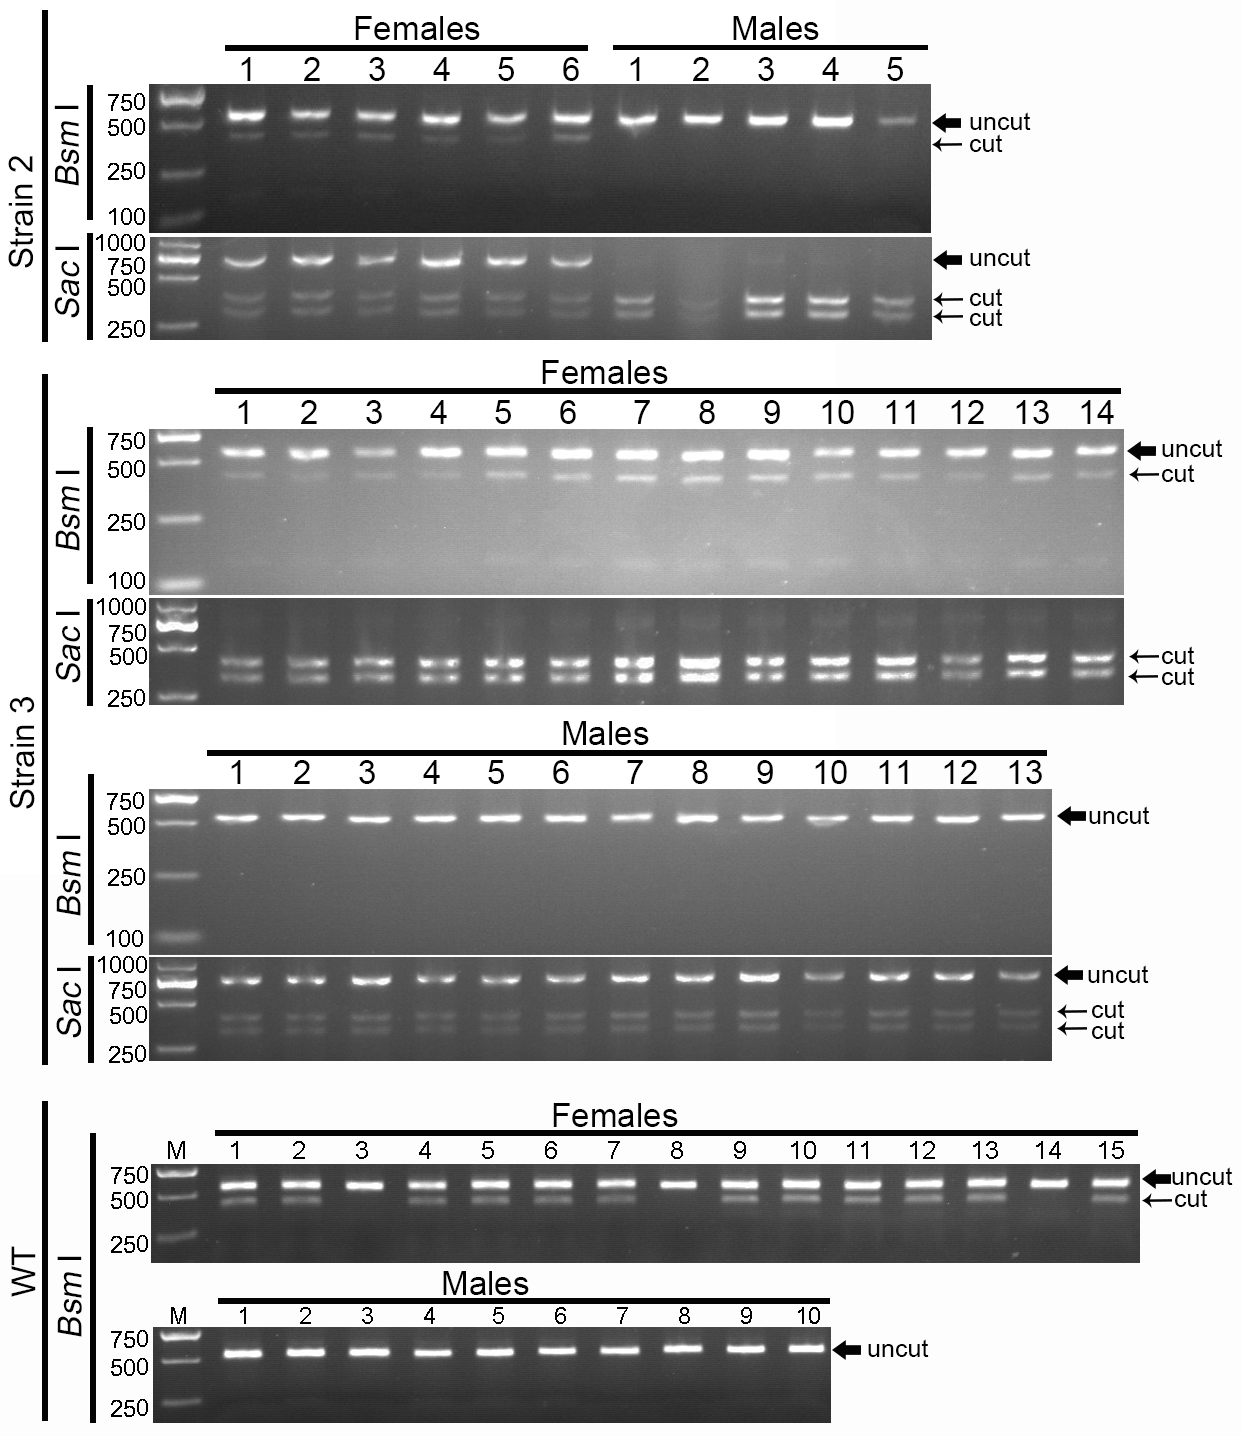 Females Males
1 2 3 4 5 6 1 2 3 4 5
Strain 2
Bsm I
750
500
250
100
uncut
cut
Sac I
1000
750
500
250
uncut
cut
cut
Females
1 2 3 4 5 6 7 8 9 10 11 12 13 14
Strain 3
Bsm I
750
500
250
100
uncut
cut
Sac I
1000
750
500
250
cut
cut
Males
1 2 3 4 5 6 7 8 9 10 11 12 13
Bsm I
750
500
250
100
uncut
Sac I
1000
750
500
250
uncut
cut
cut
Females
M 1 2 3 4 5 6 7 8 9 10 11 12 13 14 15
WT
Bsm I
750
500
250
uncut
cut
Males
M 1 2 3 4 5 6 7 8 9 10
750
500
250
uncut